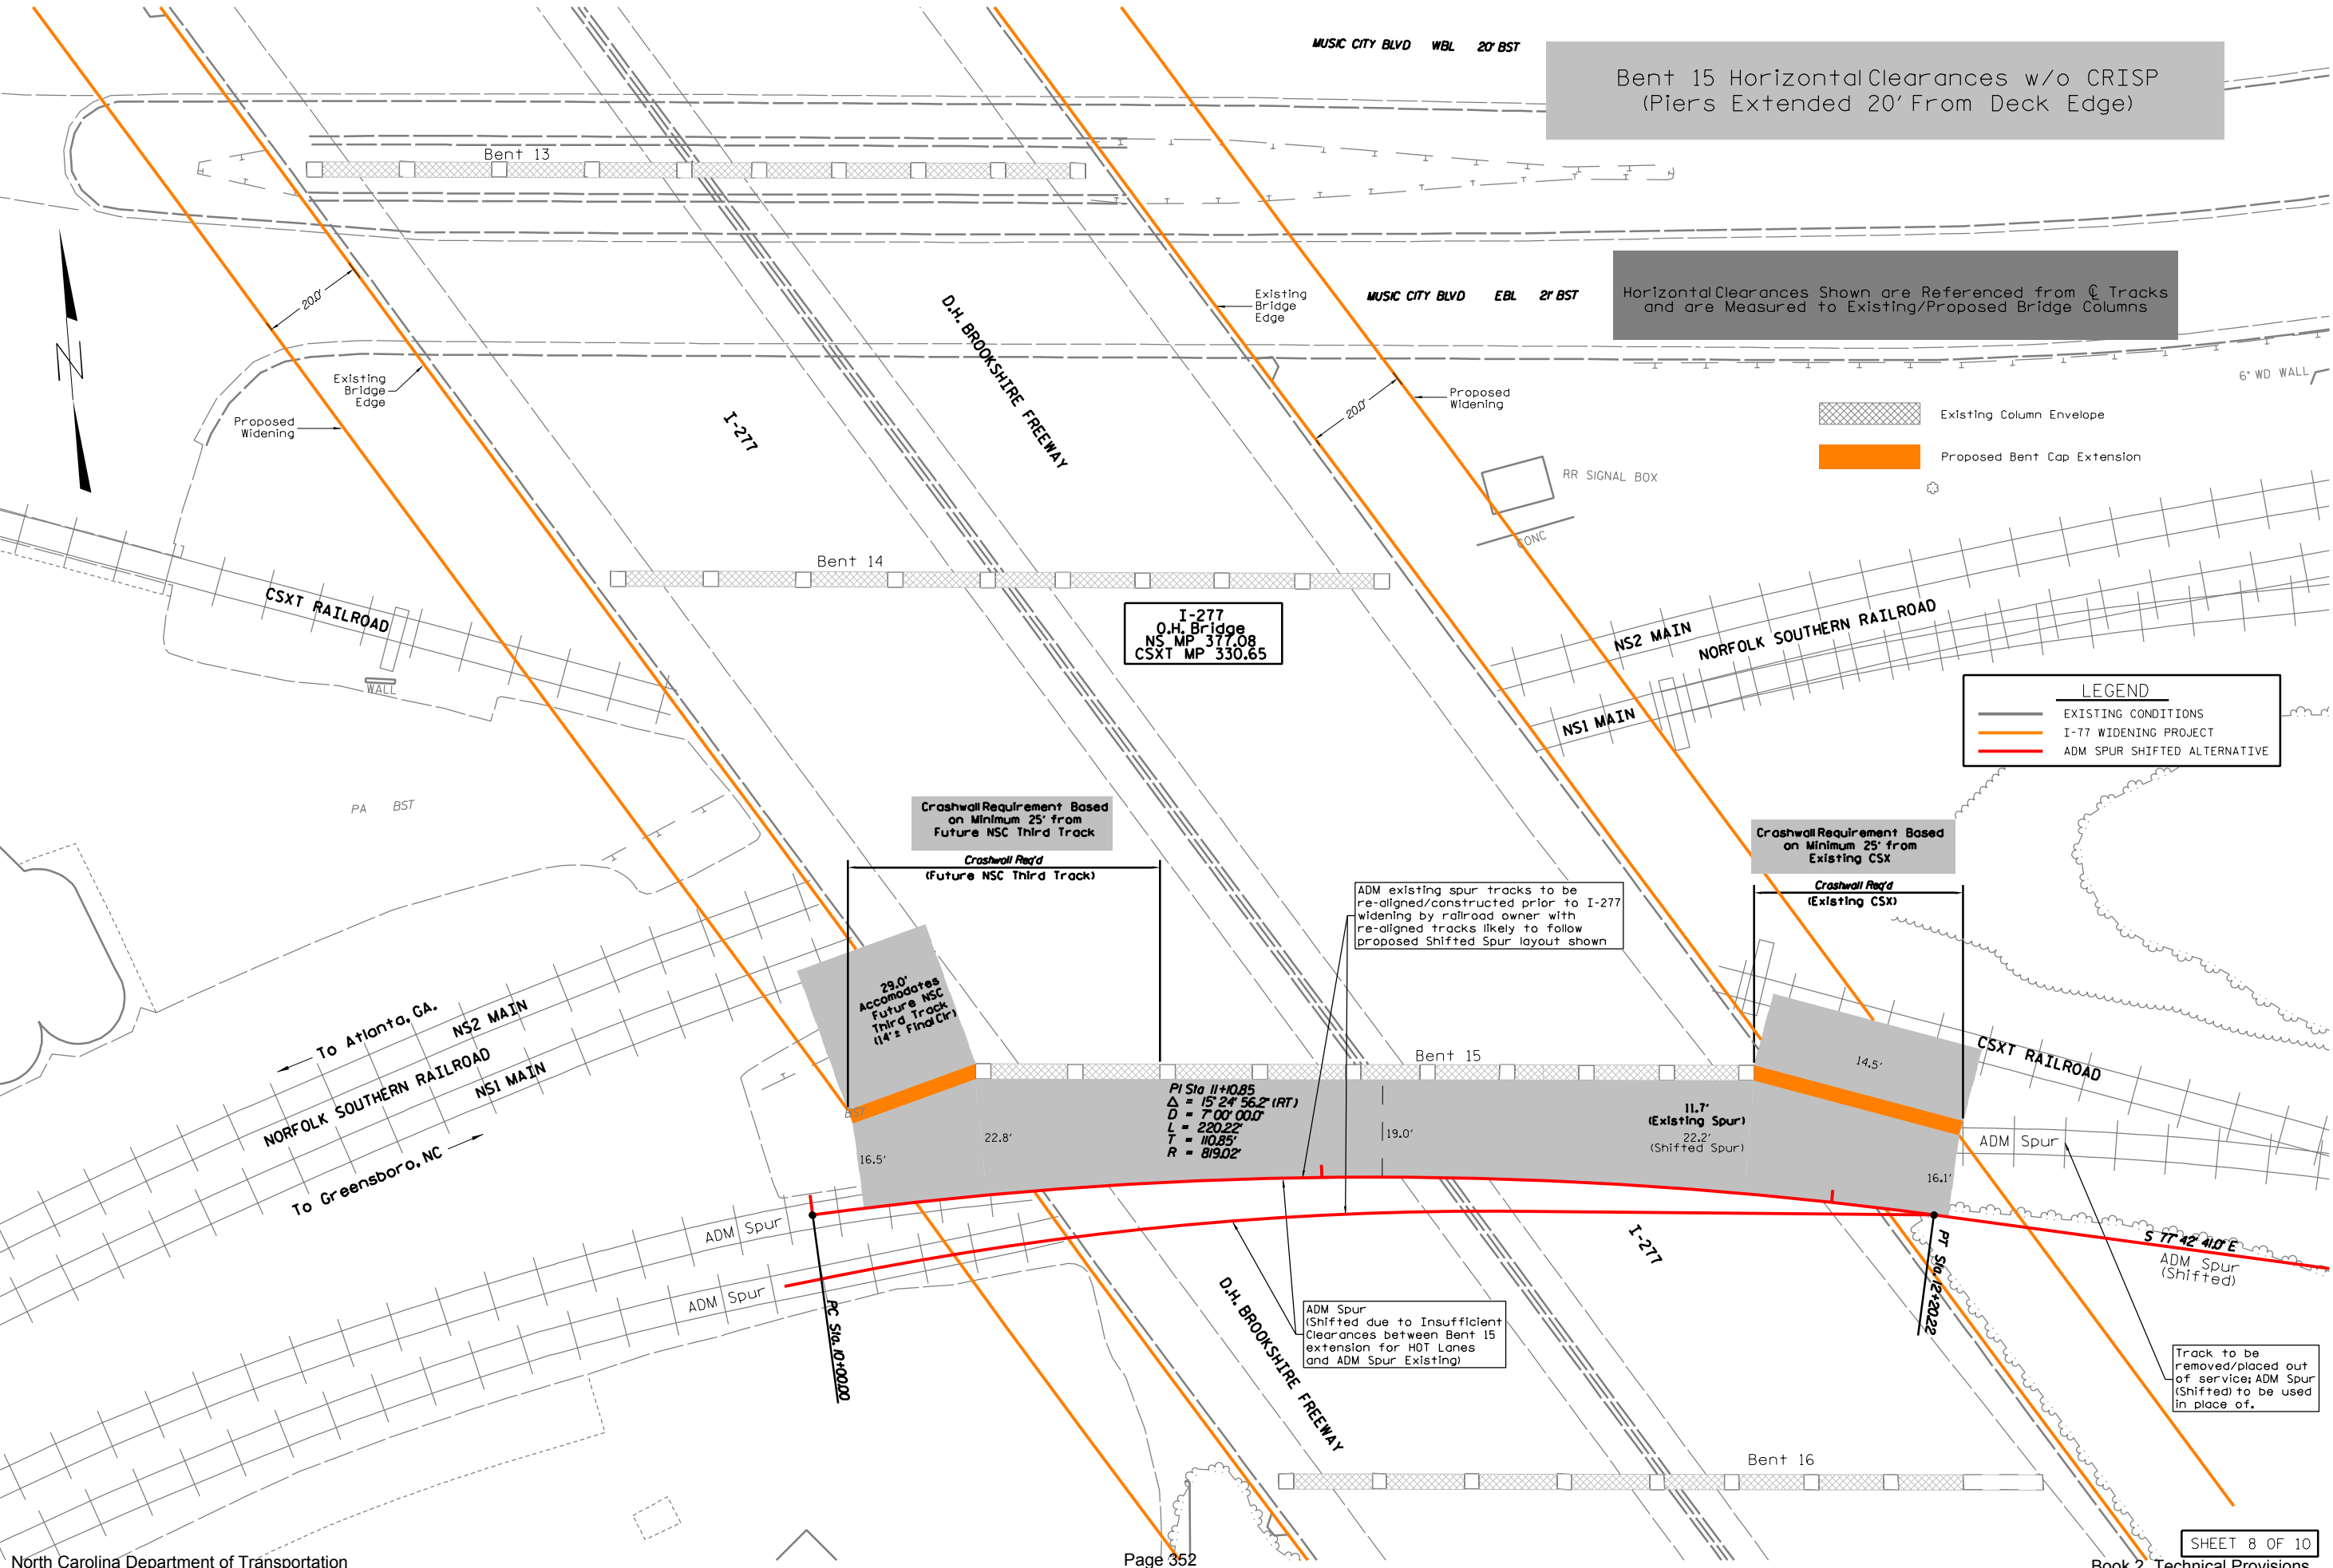 MUSIC CITY BLVD WBL 20' BST
Bent 15 Horizontal Clearances w/o CRISP
(Piers Extended 20' From Deck Edge)
Bent 13
20.0'
Existing
Bridge
Edge
MUSIC CITY BLVD EBL 21' BST
Horizontal Clearances Shown are Referenced from ℄ Tracks
and are Measured to Existing/Proposed Bridge Columns
D.H. BROOKSHIRE FREEWAY
N
Existing
Bridge
Edge
Proposed
Widening
I-277
20.0'
Proposed
Widening
6" WD WALL
Existing Column Envelope
Proposed Bent Cap Extension
RR SIGNAL BOX
CONC
Bent 14
CSXT RAILROAD
I-277
O.H. Bridge
NS MP 377.08
CSXT MP 330.65
NS2 MAIN
NORFOLK SOUTHERN RAILROAD
NS1 MAIN
WALL
LEGEND
EXISTING CONDITIONS
I-77 WIDENING PROJECT
ADM SPUR SHIFTED ALTERNATIVE
PA BST
Crashwall Requirement Based
on Minimum 25' from
Future NSC Third Track
Crashwall Req'd
(Future NSC Third Track)
Crashwall Requirement Based
on Minimum 25' from
Existing CSX
Crashwall Req'd
(Existing CSX)
ADM existing spur tracks to be
re-aligned/constructed prior to I-277
widening by railroad owner with
re-aligned tracks likely to follow
proposed Shifted Spur layout shown
29.0'
Accomodates
Future NSC
Third Track
(14'± Final Clr)
To Atlanta, GA.
NS2 MAIN
NORFOLK SOUTHERN RAILROAD
NS1 MAIN
To Greensboro, NC
Bent 15
14.5'
CSXT RAILROAD
BST
PI Sta 11+10.85
Δ = 15° 24' 56.2" (RT)
D = 7° 00' 00.0"
L = 220.22'
T = 110.85'
R = 819.02'
22.8'
16.5'
19.0'
11.7'
(Existing Spur)
22.2'
(Shifted Spur)
16.1'
ADM Spur
ADM Spur
ADM Spur
PC Sta. 10+00.00
PT Sta. 12+20.22
S 77° 42' 41.0" E
ADM Spur
(Shifted)
I-277
D.H. BROOKSHIRE FREEWAY
ADM Spur
(Shifted due to Insufficient
Clearances between Bent 15
extension for HOT Lanes
and ADM Spur Existing)
Track to be
removed/placed out
of service; ADM Spur
(Shifted) to be used
in place of.
Bent 16
SHEET 8 OF 10
North Carolina Department of Transportation
Page 352
Book 2, Technical Provisions